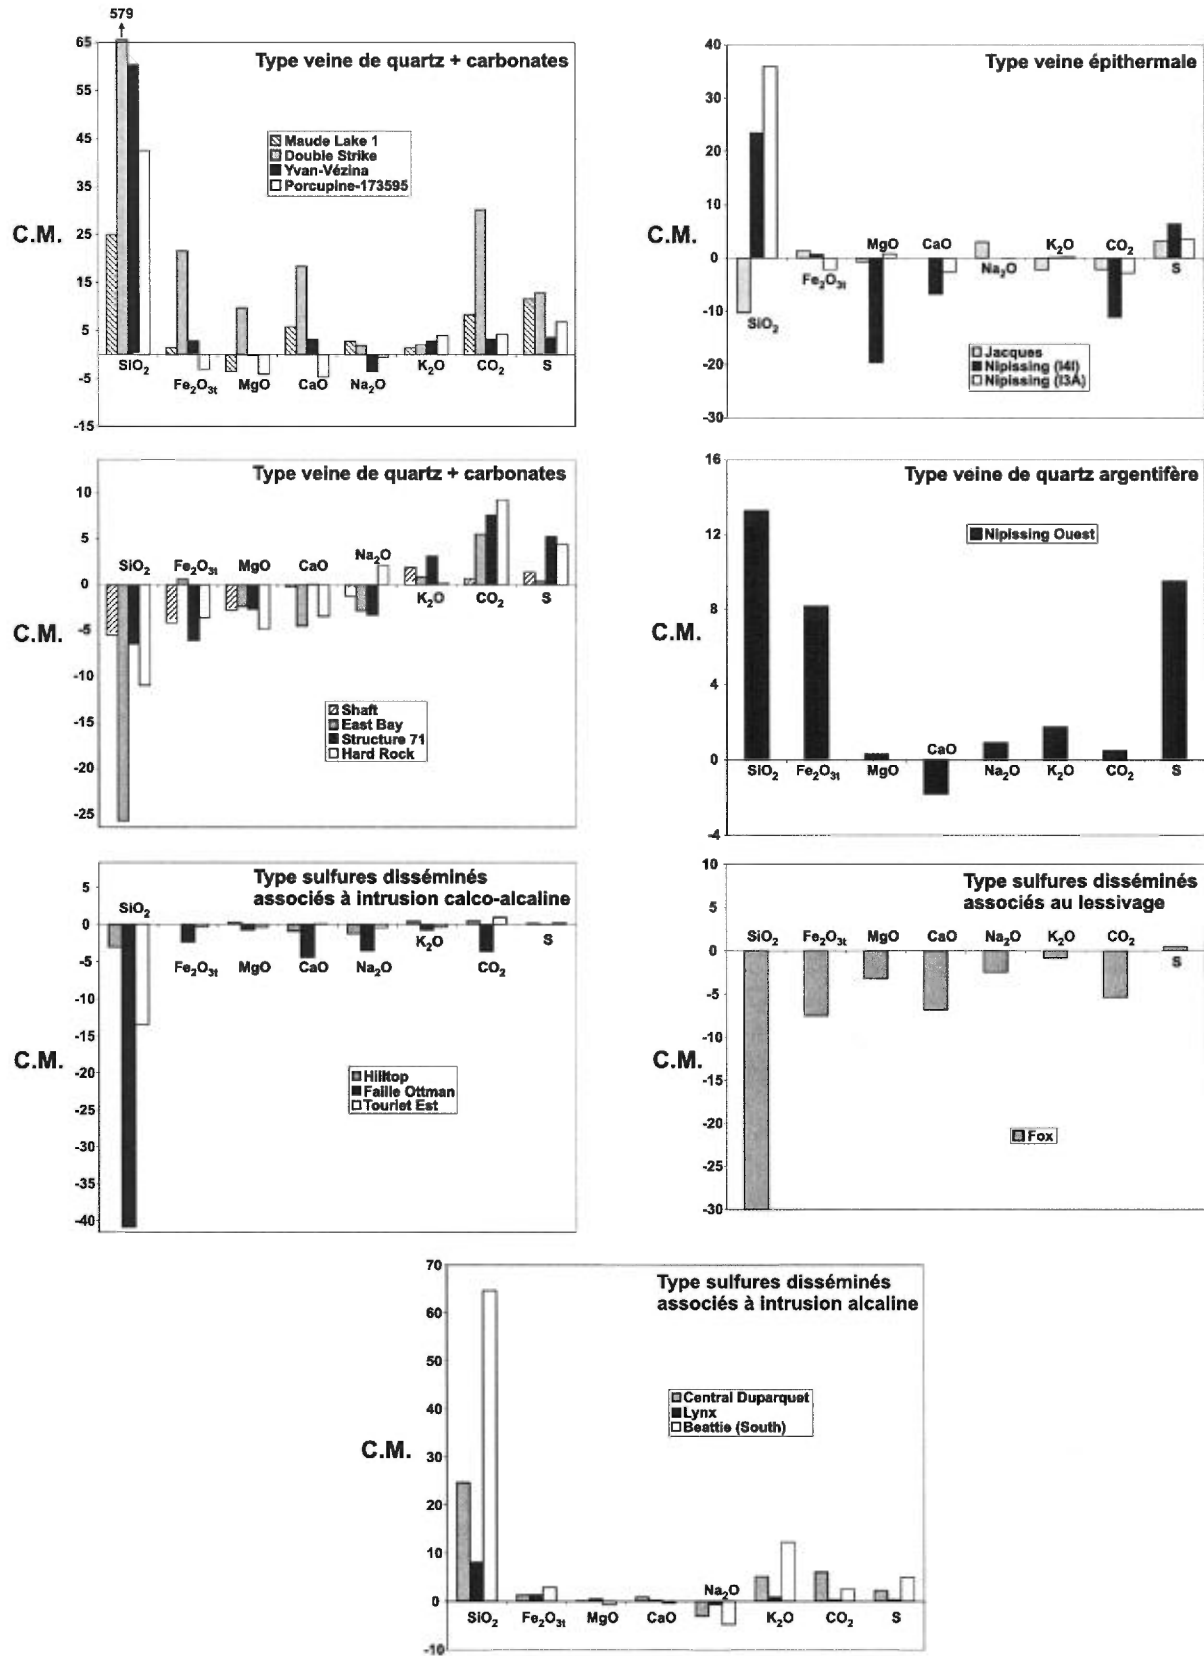 579
65
55
45
35
25
15
5
-5
-15
C.M.
Type veine de quartz + carbonates
Maude Lake 1
Double Strike
Yvan-Vézina
Porcupine-173595
SiO₂ Fe₂O₃ₜ MgO CaO Na₂O K₂O CO₂ S
40
30
20
10
0
-10
-20
-30
Type veine épithermale
SiO₂ Fe₂O₃ₜ MgO CaO Na₂O K₂O CO₂ S
Jacques
Nipissing (I4I)
Nipissing (I3A)
10
5
0
-5
-10
-15
-20
-25
C.M.
Type veine de quartz + carbonates
SiO₂ Fe₂O₃ₜ MgO CaO Na₂O K₂O CO₂ S
Shaft
East Bay
Structure 71
Hard Rock
16
12
8
4
0
-4
C.M.
Type veine de quartz argentifère
Nipissing Ouest
SiO₂ Fe₂O₃ₜ MgO CaO Na₂O K₂O CO₂ S
5
0
-5
-10
-15
-20
-25
-30
-35
-40
C.M.
Type sulfures disséminés
associés à intrusion calco-alcaline
SiO₂ Fe₂O₃ₜ MgO CaO Na₂O K₂O CO₂ S
Hilltop
Faille Ottman
Touriet Est
10
5
0
-5
-10
-15
-20
-25
-30
C.M.
Type sulfures disséminés
associés au lessivage
SiO₂ Fe₂O₃ₜ MgO CaO Na₂O K₂O CO₂ S
Fox
70
60
50
40
30
20
10
0
-10
C.M.
Type sulfures disséminés
associés à intrusion alcaline
Central Duparquet
Lynx
Beattie (South)
SiO₂ Fe₂O₃ₜ MgO CaO Na₂O K₂O CO₂ S